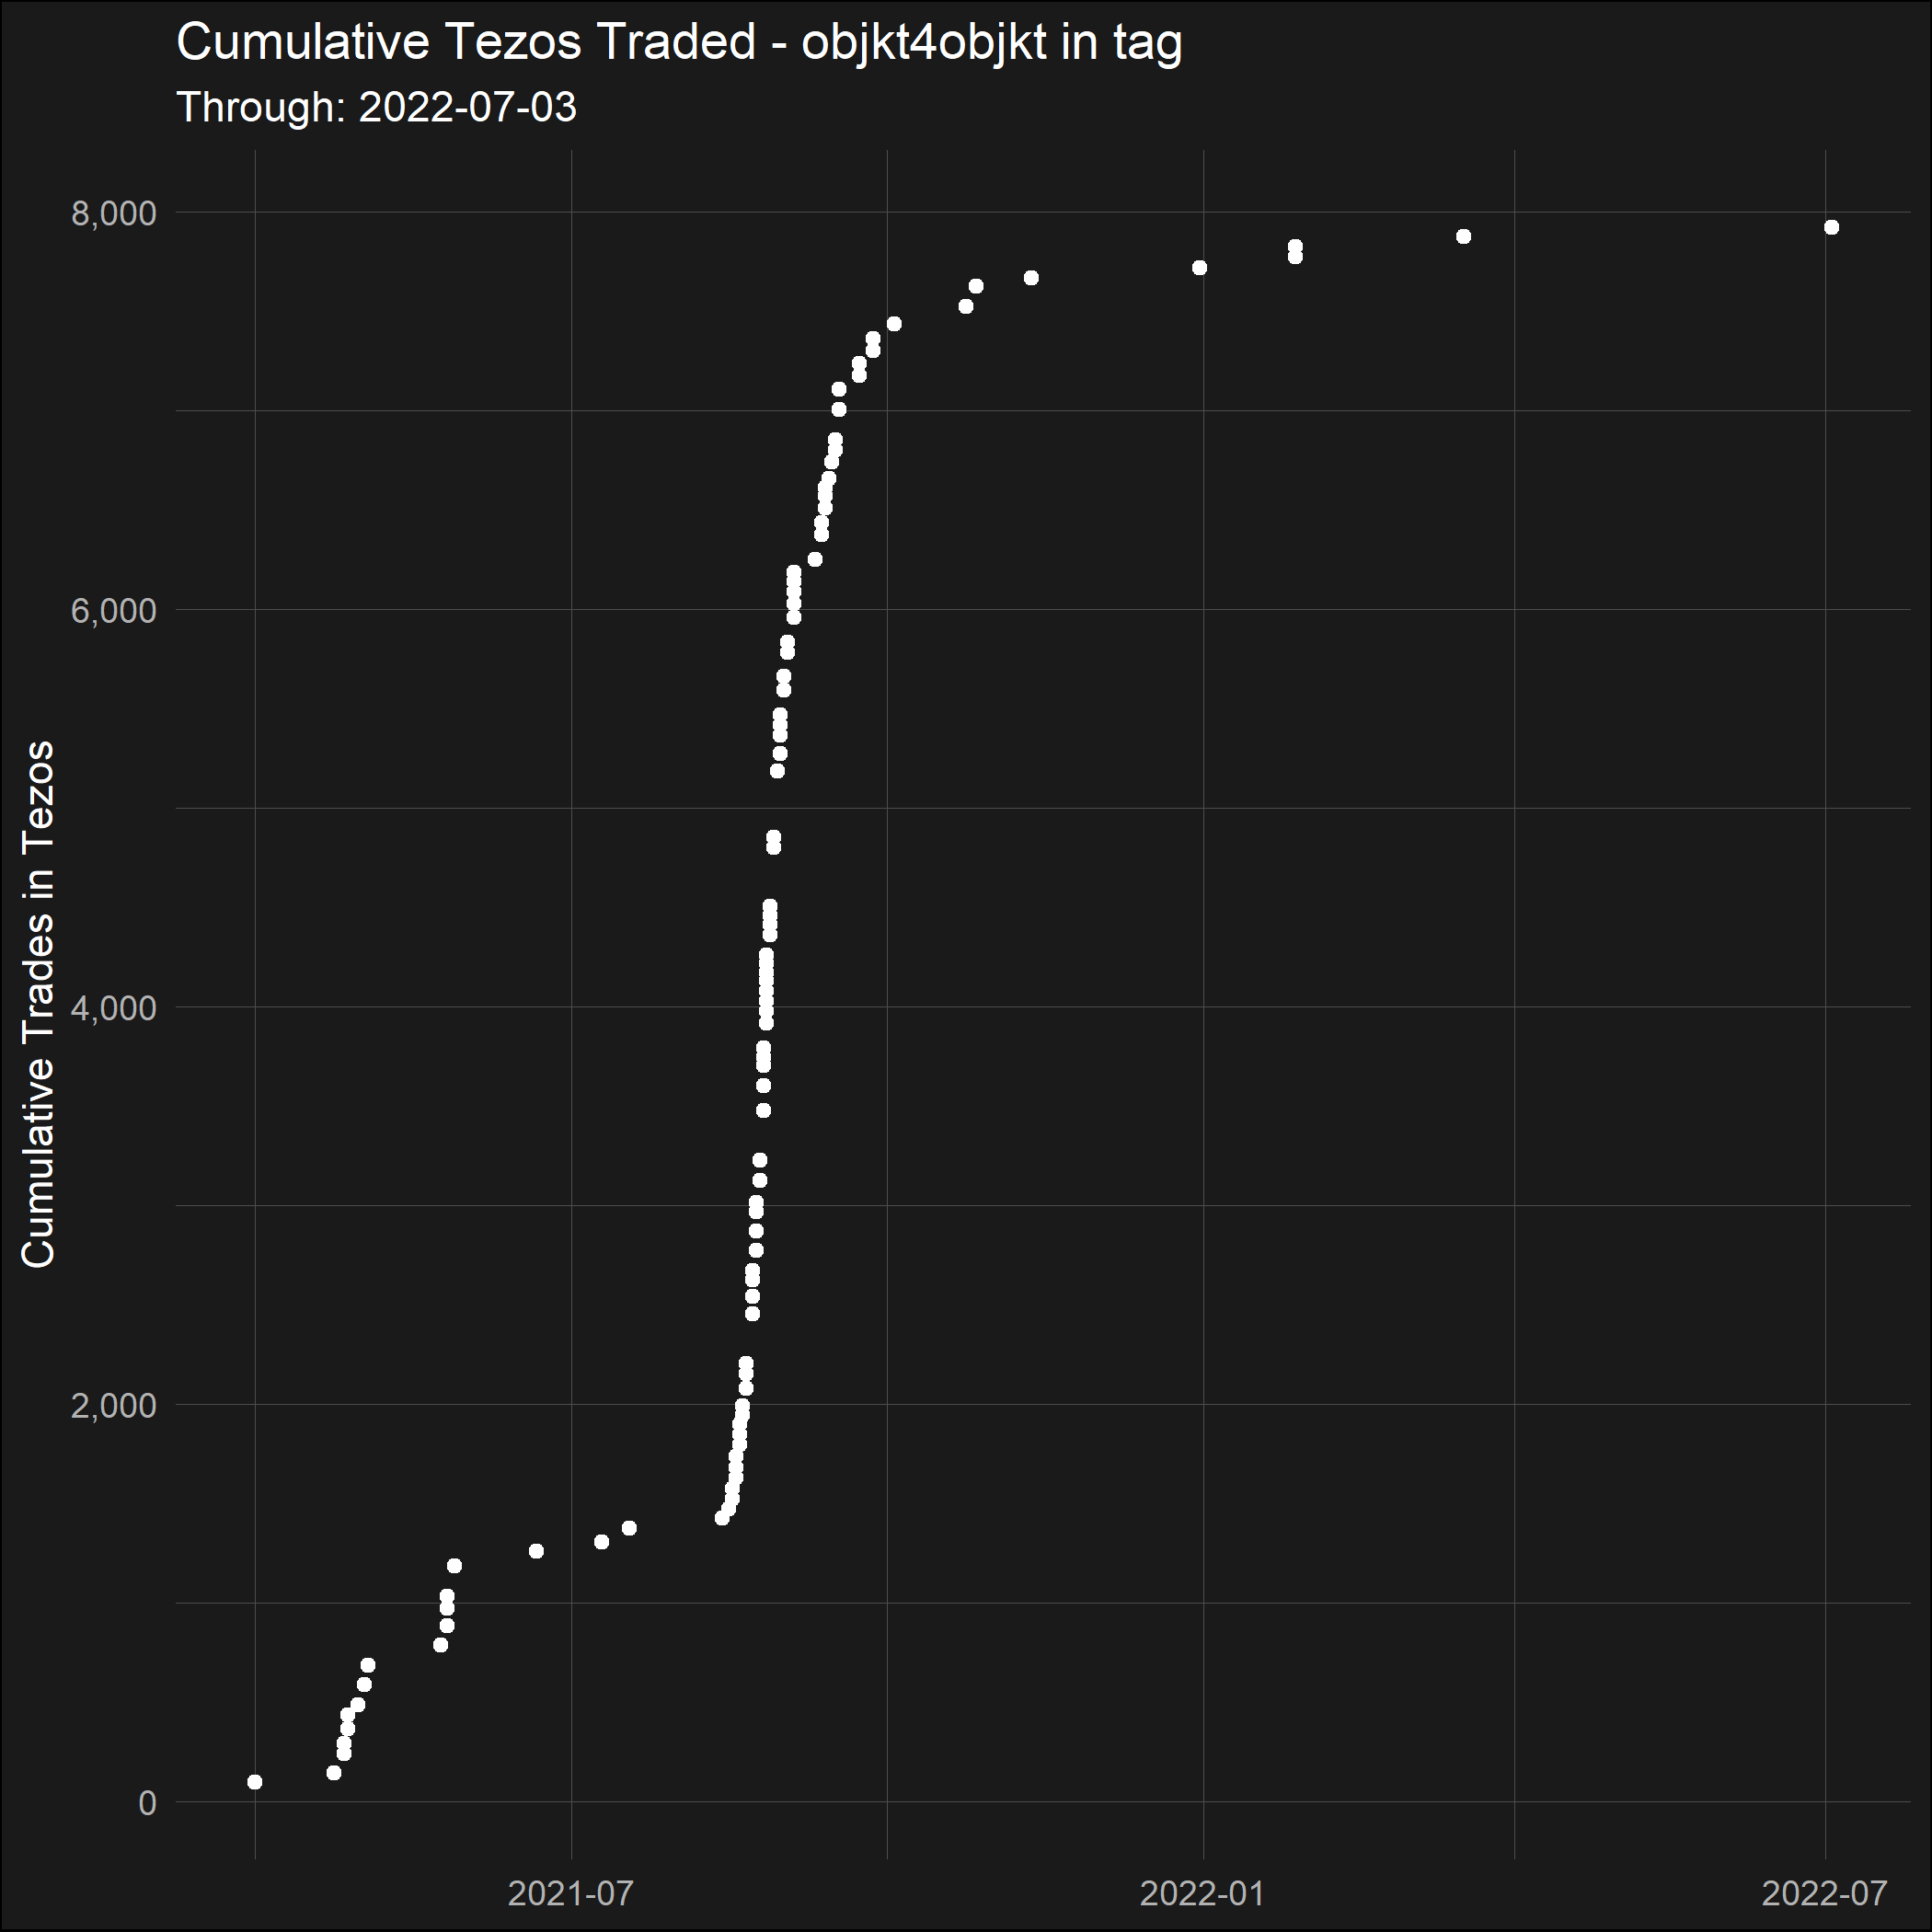 Cumulative Tezos Traded - objkt4objkt in tag
Through: 2022-07-03
Cumulative Trades in Tezos
8,000
6,000
4,000
2,000
0
2021-07
2022-01
2022-07